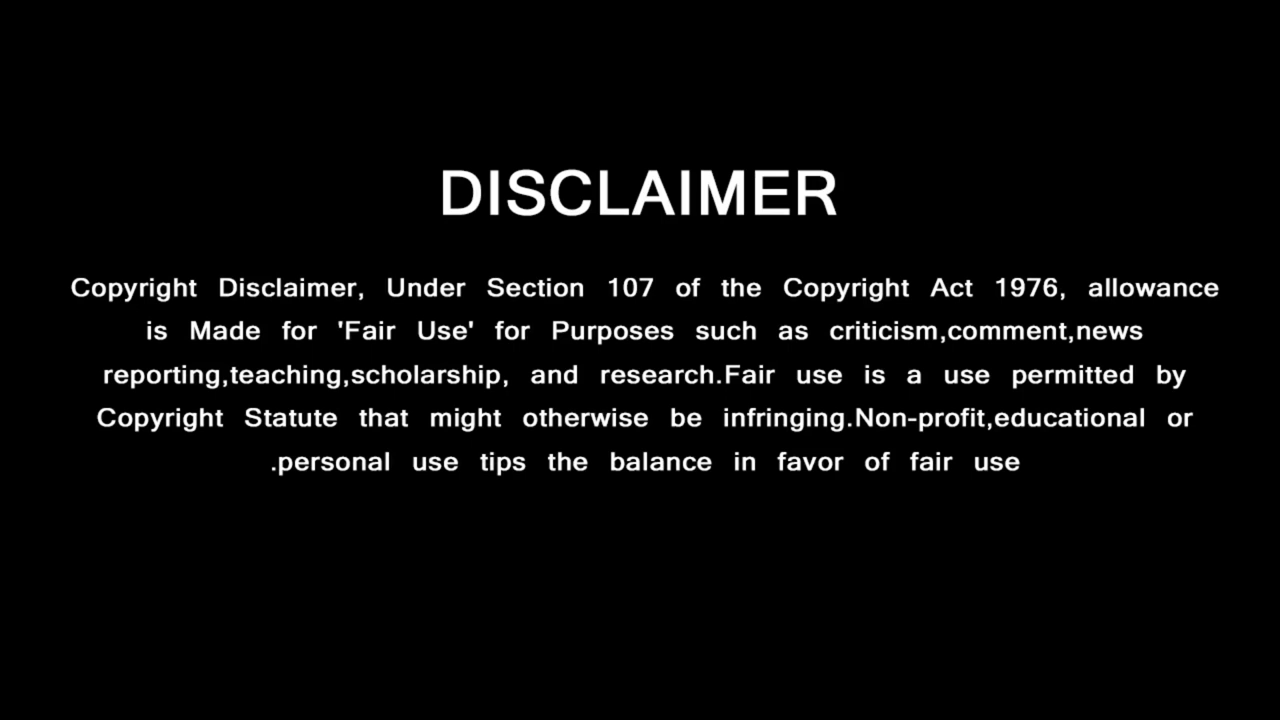 DISCLAIMER
Copyright Disclaimer, Under Section 107 of the Copyright Act 1976, allowance
is Made for 'Fair Use' for Purposes such as criticism,comment,news
reporting,teaching,scholarship, and research.Fair use is a use permitted by
Copyright Statute that might otherwise be infringing.Non-profit,educational or
.personal use tips the balance in favor of fair use